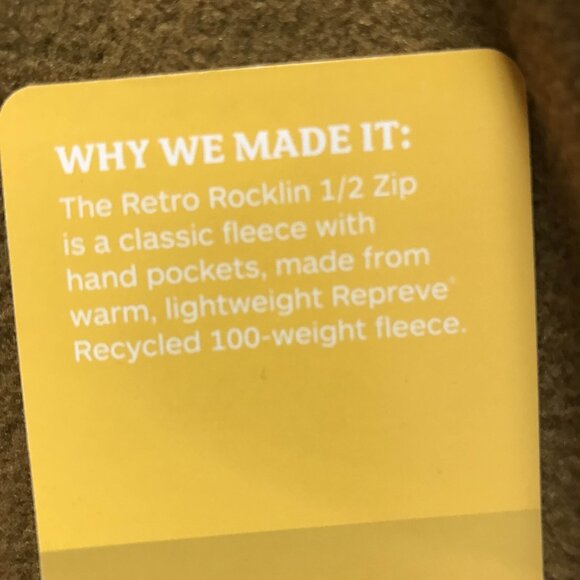 WHY WE MADE IT:
The Retro Rocklin 1/2 Zip
is a classic fleece with
hand pockets, made from
warm, lightweight Repreve®
Recycled 100-weight fleece.